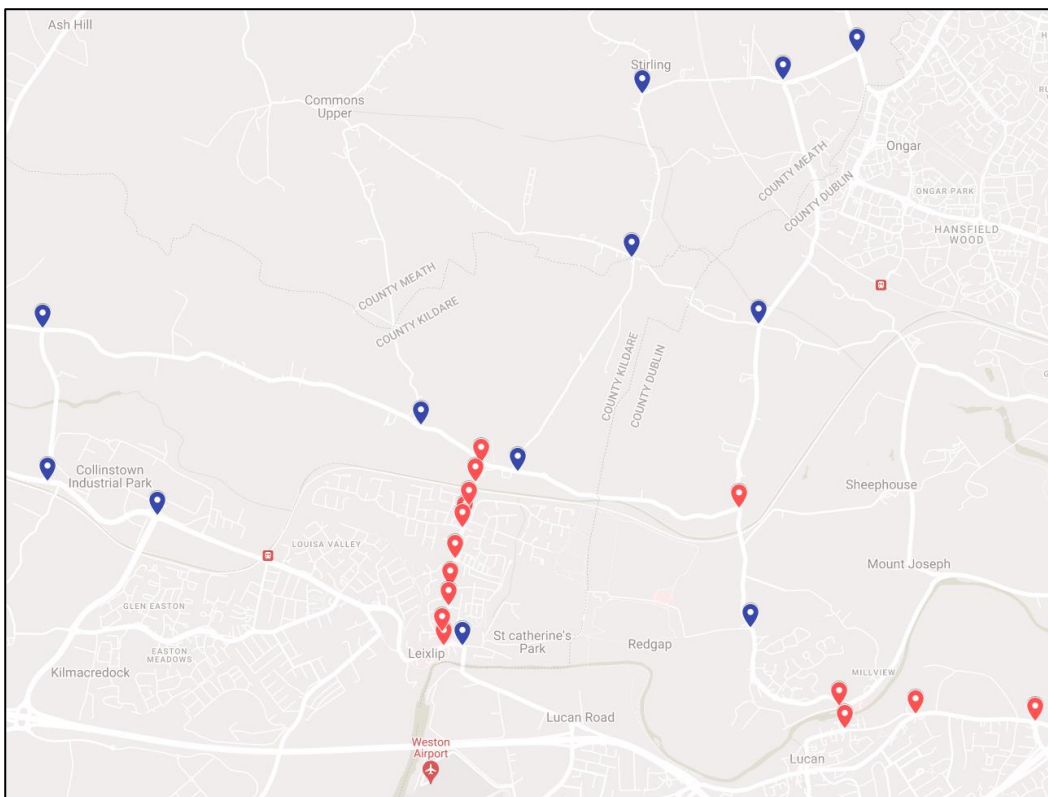 Ash Hill
Stirling
Commons
Upper
Ongar
COUNTY MEATH
COUNTY DUBLIN
ONGAR PARK
HANSFIELD
WOOD
COUNTY MEATH
COUNTY KILDARE
COUNTY KILDARE
COUNTY DUBLIN
Collinstown
Industrial Park
Sheephouse
LOUISA VALLEY
Mount Joseph
GLEN EASTON
St catherine's
Park
Redgap
EASTON
MEADOWS
Leixlip
Kilmacredock
MILLVIEW
Lucan Road
Weston
Airport
Lucan